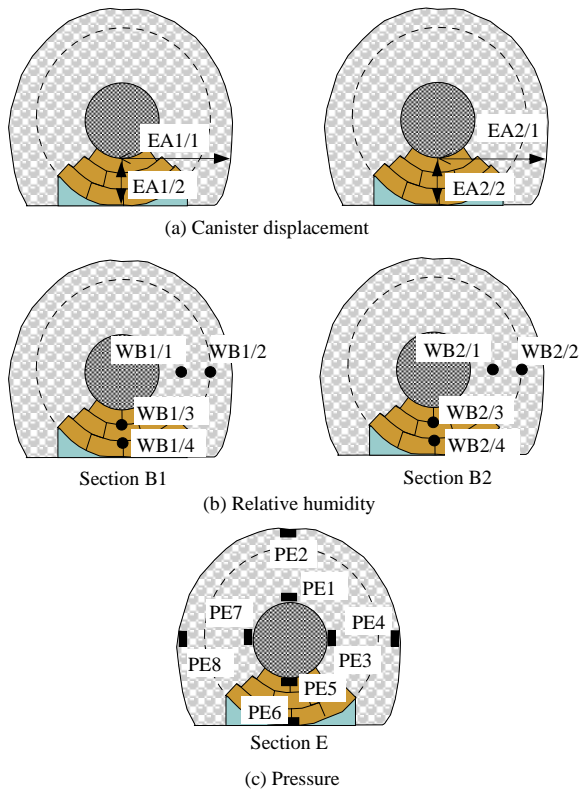 EA1/1
EA1/2
EA2/1
EA2/2
(a) Canister displacement
WB1/1
WB1/2
WB1/3
WB1/4
Section B1
WB2/1
WB2/2
WB2/3
WB2/4
Section B2
(b) Relative humidity
PE2
PE1
PE7
PE4
PE8
PE3
PE5
PE6
Section E
(c) Pressure